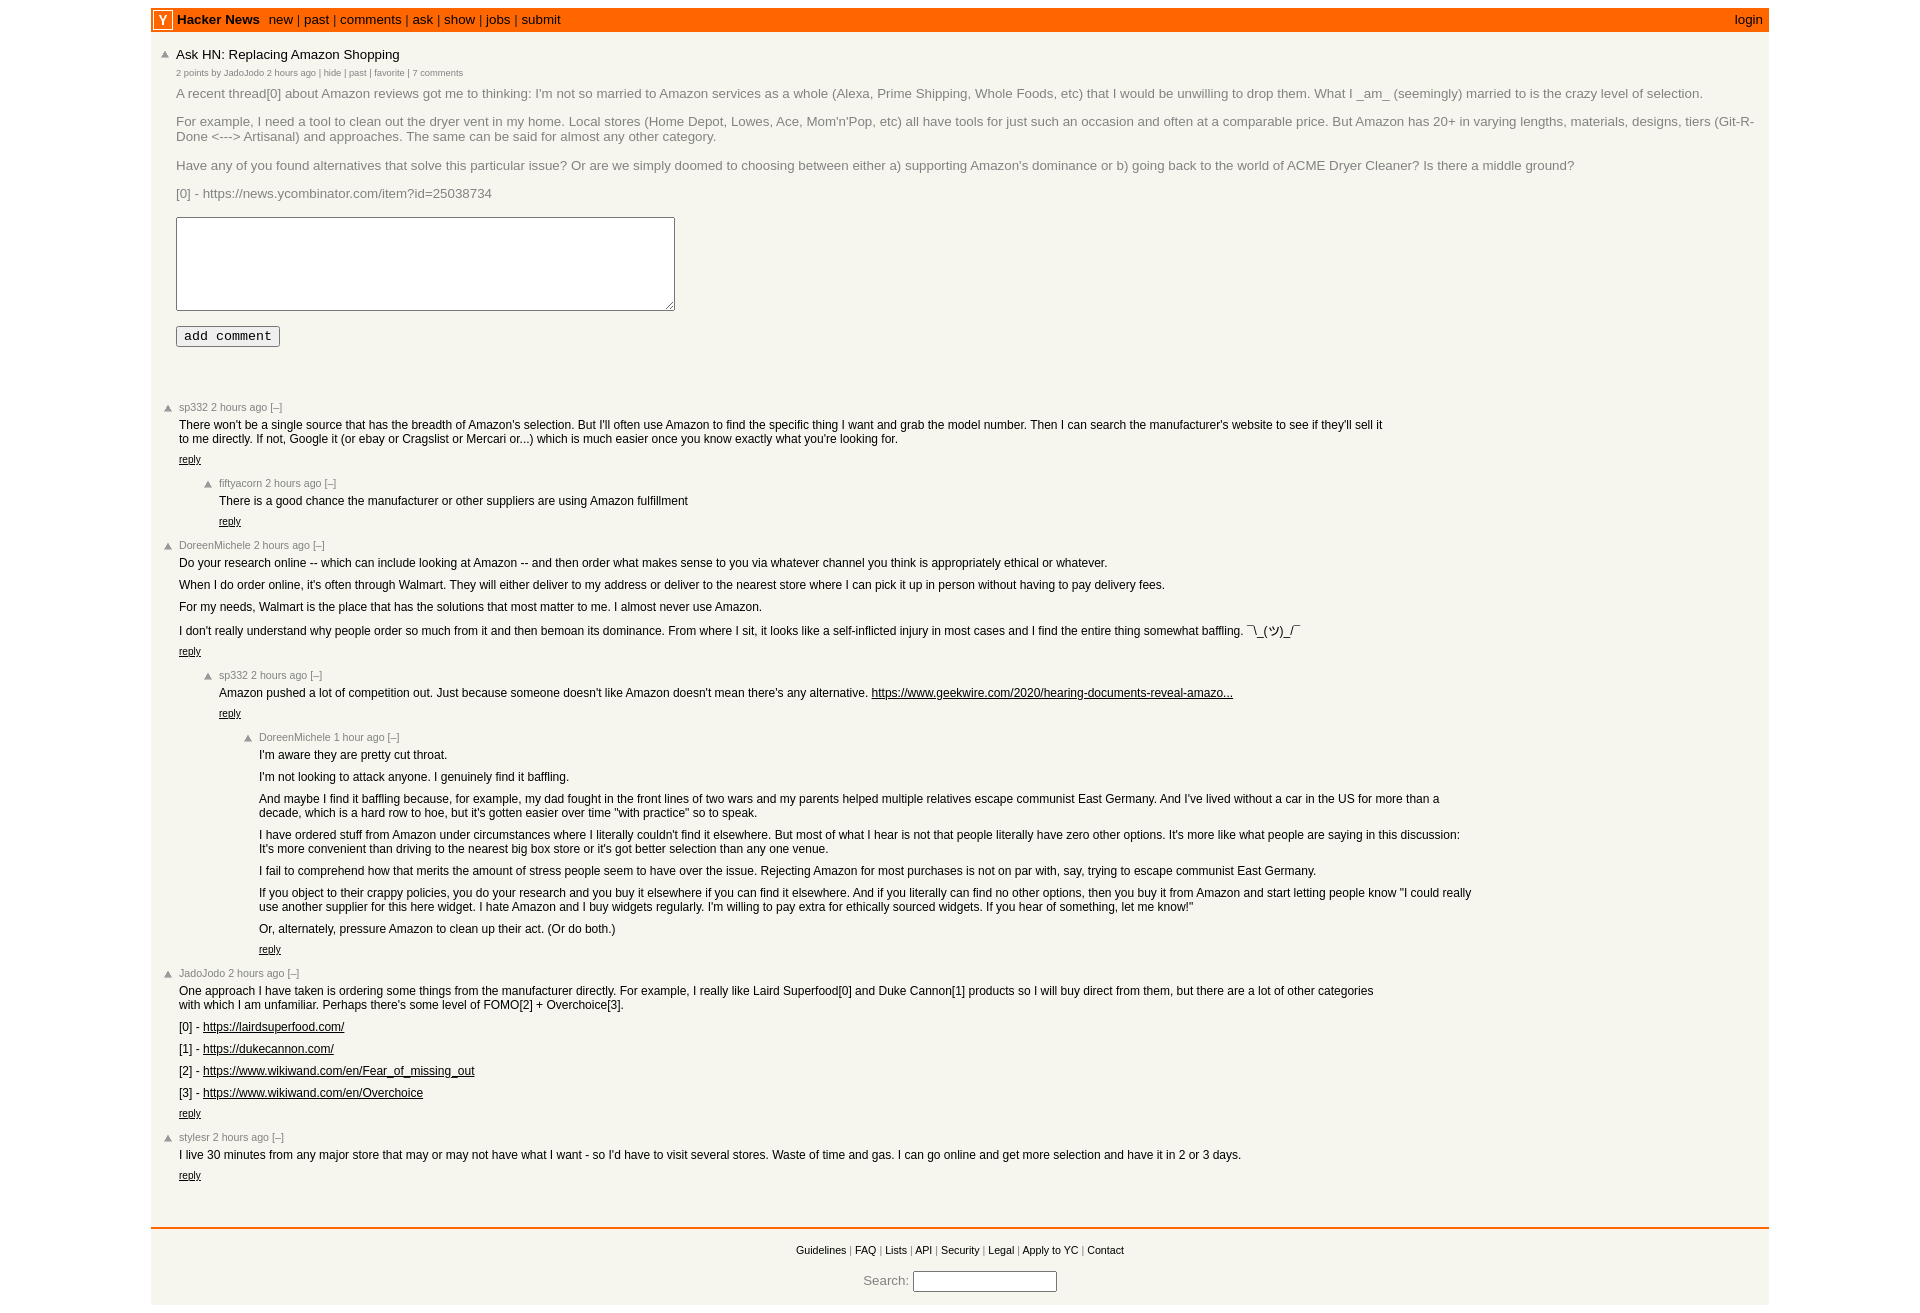 Y Hacker News new | past | comments | ask | show | jobs | submit login
Ask HN: Replacing Amazon Shopping
2 points by JadoJodo 2 hours ago | hide | past | favorite | 7 comments
A recent thread[0] about Amazon reviews got me to thinking: I'm not so married to Amazon services as a whole (Alexa, Prime Shipping, Whole Foods, etc) that I would be unwilling to drop them. What I _am_ (seemingly) married to is the crazy level of selection.
For example, I need a tool to clean out the dryer vent in my home. Local stores (Home Depot, Lowes, Ace, Mom'n'Pop, etc) all have tools for just such an occasion and often at a comparable price. But Amazon has 20+ in varying lengths, materials, designs, tiers (Git-R-
Done <---> Artisanal) and approaches. The same can be said for almost any other category.
Have any of you found alternatives that solve this particular issue? Or are we simply doomed to choosing between either a) supporting Amazon's dominance or b) going back to the world of ACME Dryer Cleaner? Is there a middle ground?
[0] - https://news.ycombinator.com/item?id=25038734
add comment
sp332 2 hours ago [–]
There won't be a single source that has the breadth of Amazon's selection. But I'll often use Amazon to find the specific thing I want and grab the model number. Then I can search the manufacturer's website to see if they'll sell it
to me directly. If not, Google it (or ebay or Cragslist or Mercari or...) which is much easier once you know exactly what you're looking for.
reply
fiftyacorn 2 hours ago [–]
There is a good chance the manufacturer or other suppliers are using Amazon fulfillment
reply
DoreenMichele 2 hours ago [–]
Do your research online -- which can include looking at Amazon -- and then order what makes sense to you via whatever channel you think is appropriately ethical or whatever.
When I do order online, it's often through Walmart. They will either deliver to my address or deliver to the nearest store where I can pick it up in person without having to pay delivery fees.
For my needs, Walmart is the place that has the solutions that most matter to me. I almost never use Amazon.
I don't really understand why people order so much from it and then bemoan its dominance. From where I sit, it looks like a self-inflicted injury in most cases and I find the entire thing somewhat baffling. ¯\_(ツ)_/¯
reply
sp332 2 hours ago [–]
Amazon pushed a lot of competition out. Just because someone doesn't like Amazon doesn't mean there's any alternative. https://www.geekwire.com/2020/hearing-documents-reveal-amazo...
reply
DoreenMichele 1 hour ago [–]
I'm aware they are pretty cut throat.
I'm not looking to attack anyone. I genuinely find it baffling.
And maybe I find it baffling because, for example, my dad fought in the front lines of two wars and my parents helped multiple relatives escape communist East Germany. And I've lived without a car in the US for more than a
decade, which is a hard row to hoe, but it's gotten easier over time "with practice" so to speak.
I have ordered stuff from Amazon under circumstances where I literally couldn't find it elsewhere. But most of what I hear is not that people literally have zero other options. It's more like what people are saying in this discussion:
It's more convenient than driving to the nearest big box store or it's got better selection than any one venue.
I fail to comprehend how that merits the amount of stress people seem to have over the issue. Rejecting Amazon for most purchases is not on par with, say, trying to escape communist East Germany.
If you object to their crappy policies, you do your research and you buy it elsewhere if you can find it elsewhere. And if you literally can find no other options, then you buy it from Amazon and start letting people know "I could really
use another supplier for this here widget. I hate Amazon and I buy widgets regularly. I'm willing to pay extra for ethically sourced widgets. If you hear of something, let me know!"
Or, alternately, pressure Amazon to clean up their act. (Or do both.)
reply
JadoJodo 2 hours ago [–]
One approach I have taken is ordering some things from the manufacturer directly. For example, I really like Laird Superfood[0] and Duke Cannon[1] products so I will buy direct from them, but there are a lot of other categories
with which I am unfamiliar. Perhaps there's some level of FOMO[2] + Overchoice[3].
[0] - https://lairdsuperfood.com/
[1] - https://dukecannon.com/
[2] - https://www.wikiwand.com/en/Fear_of_missing_out
[3] - https://www.wikiwand.com/en/Overchoice
reply
stylesr 2 hours ago [–]
I live 30 minutes from any major store that may or may not have what I want - so I'd have to visit several stores. Waste of time and gas. I can go online and get more selection and have it in 2 or 3 days.
reply
Guidelines | FAQ | Lists | API | Security | Legal | Apply to YC | Contact
Search: